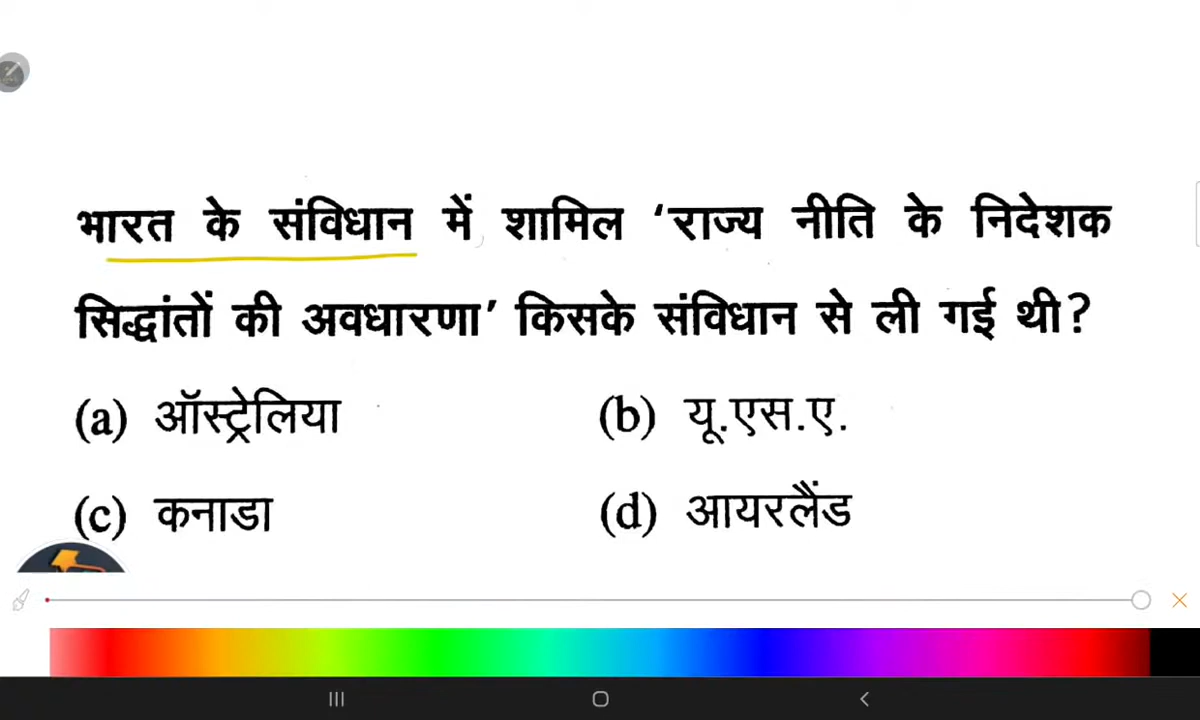 भारत के संविधान में शामिल ‘राज्य नीति के निदेशक
सिद्धांतों की अवधारणा’ किसके संविधान से ली गई थी?
(a) ऑस्ट्रेलिया (b) यू.एस.ए.
(c) कनाडा (d) आयरलैंड